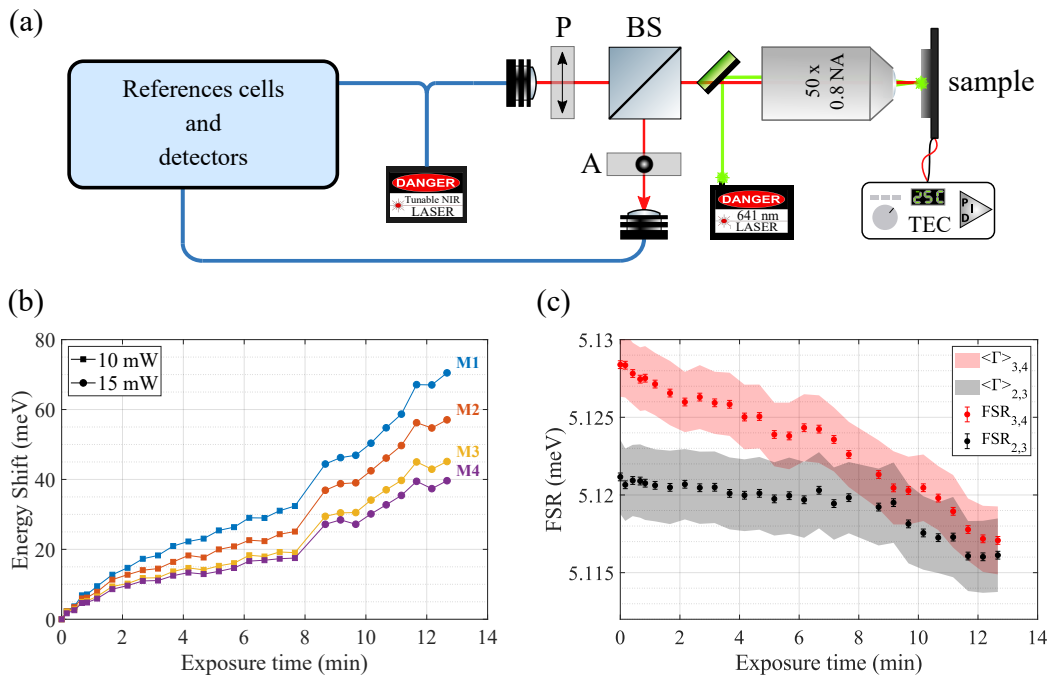 (a)
References cells
and
detectors
DANGER
Tunable NIR
LASER
P
BS
A
DANGER
641 nm
LASER
50 x
0.8 NA
sample
25C
TEC
P
I
D
(b)
80
60
40
20
0
Energy Shift (meV)
0 2 4 6 8 10 12 14
Exposure time (min)
10 mW
15 mW
M1
M2
M3
M4
(c)
5.13
5.125
5.12
5.115
FSR (meV)
0 2 4 6 8 10 12 14
Exposure time (min)
<Γ>3,4
<Γ>2,3
FSR3,4
FSR2,3